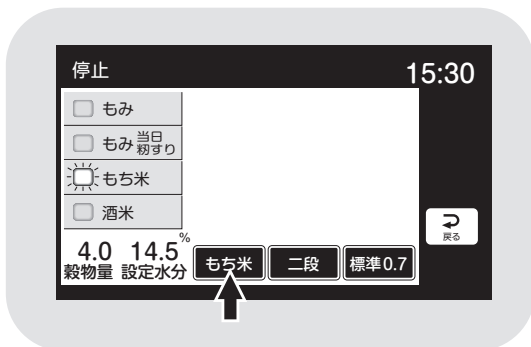 停止 15:30
もみ
もみ 当日籾すり
もち米
酒米
戻る
4.0 14.5%
穀物量 設定水分
もち米 二段 標準0.7